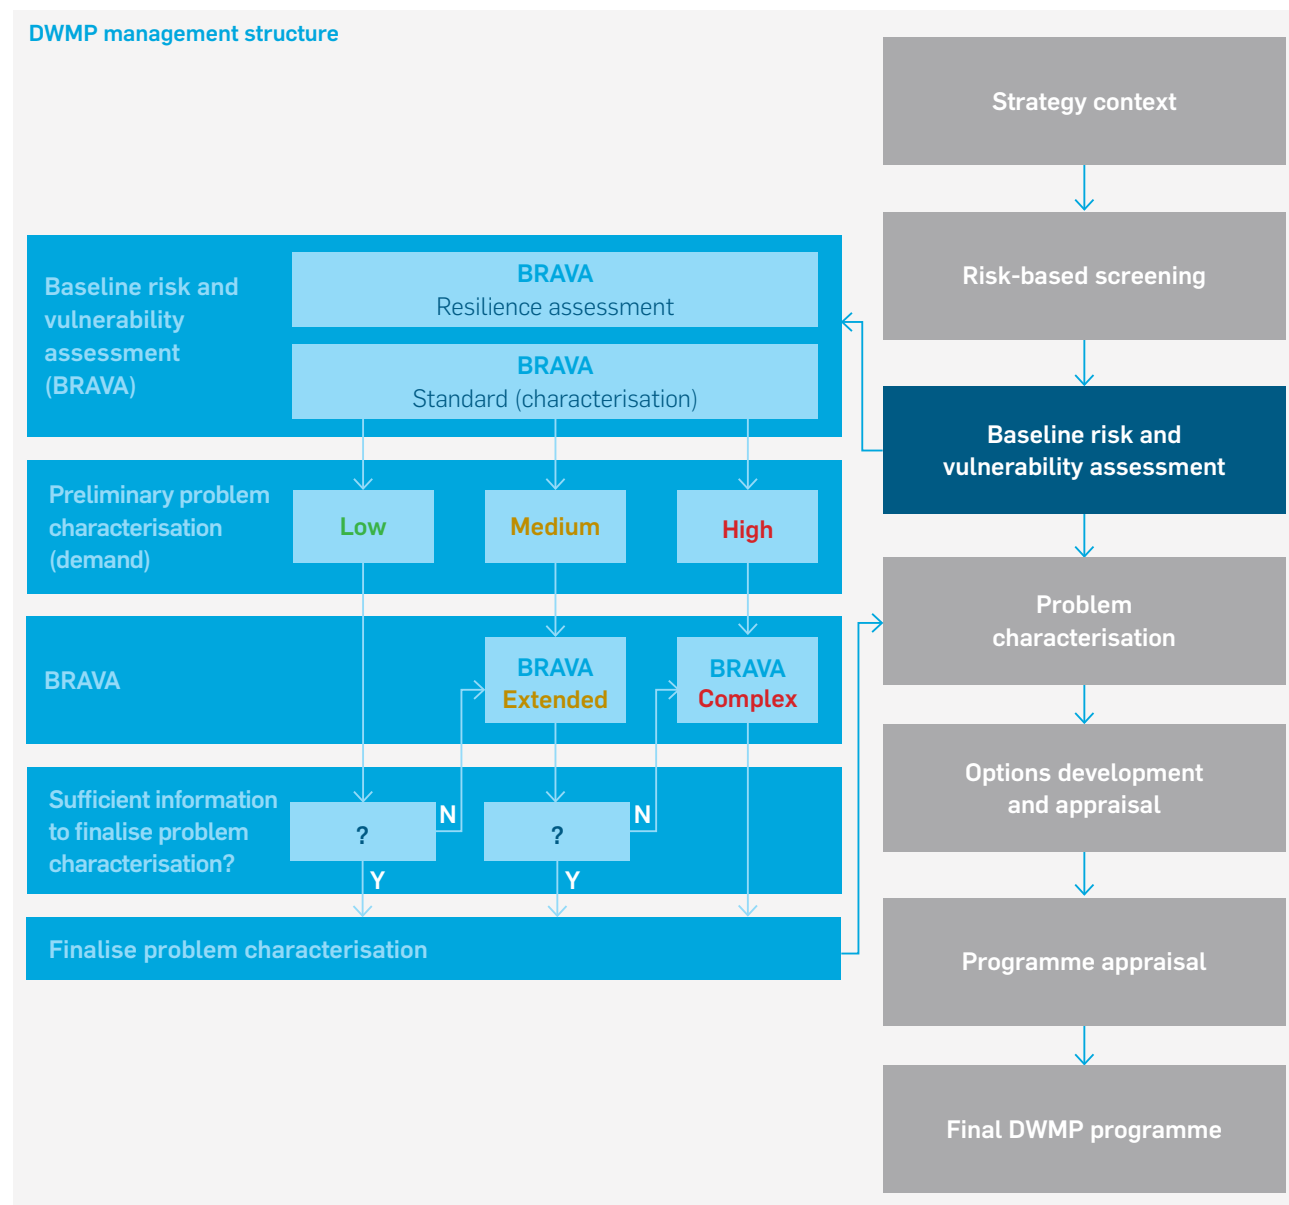 DWMP management structure
Strategy context
Risk-based screening
Baseline risk and
vulnerability assessment
Problem
characterisation
Options development
and appraisal
Programme appraisal
Final DWMP programme
Baseline risk and
vulnerability
assessment
(BRAVA)
BRAVA
Resilience assessment
BRAVA
Standard (characterisation)
Preliminary problem
characterisation
(demand)
Low
Medium
High
BRAVA
BRAVA
Extended
BRAVA
Complex
Sufficient information
to finalise problem
characterisation?
?
N
?
N
Y
Y
Finalise problem characterisation